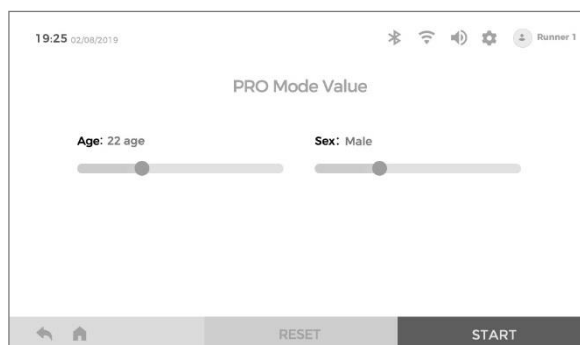 19:25 02/08/2019 Runner 1
PRO Mode Value
Age: 22 age Sex: Male
RESET START